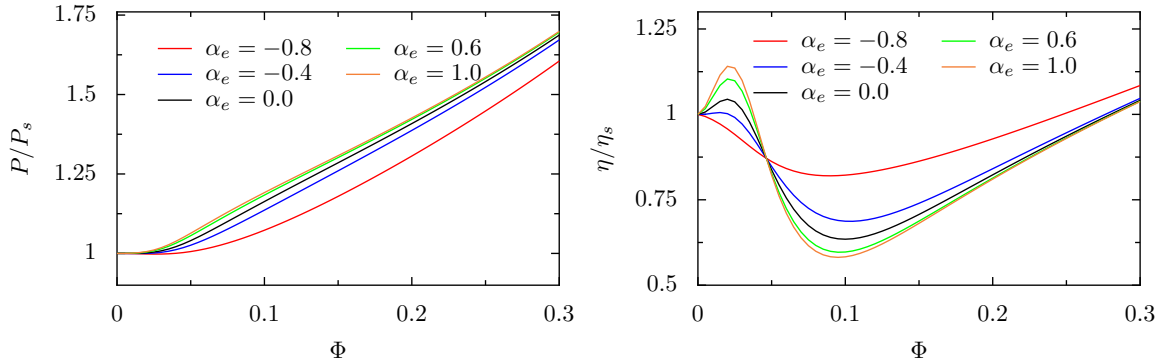 1.75
1.5
1.25
1
P/P_s
α_e = −0.8
α_e = −0.4
α_e = 0.0
α_e = 0.6
α_e = 1.0
0
0.1
0.2
0.3
Φ
1.25
1
0.75
0.5
η/η_s
α_e = −0.8
α_e = −0.4
α_e = 0.0
α_e = 0.6
α_e = 1.0
0
0.1
0.2
0.3
Φ